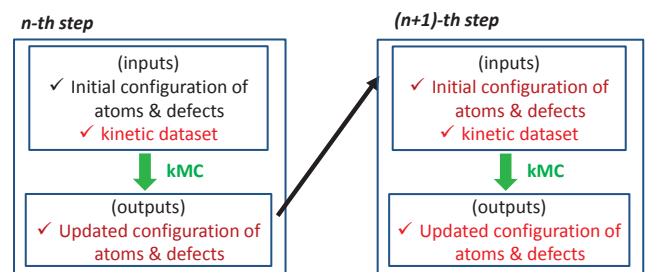 n-th step
(inputs)
✓ Initial configuration of
atoms & defects
✓ kinetic dataset
kMC
(outputs)
✓ Updated configuration of
atoms & defects
(n+1)-th step
(inputs)
✓ Initial configuration of
atoms & defects
✓ kinetic dataset
kMC
(outputs)
✓ Updated configuration of
atoms & defects